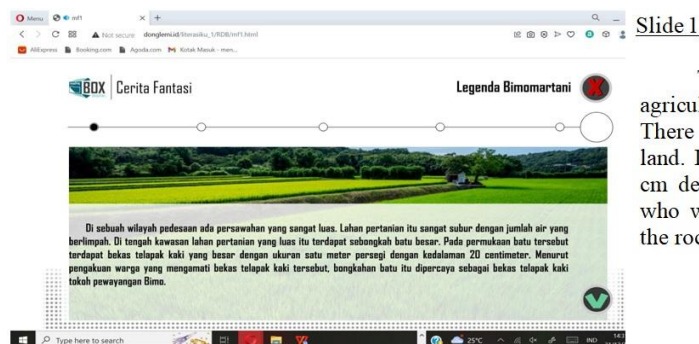 Menu
mf1
Slide 1
Not secure donglemi.id/literasiku_1/RDB/mf1.html
AliExpress Booking.com Agoda.com Kotak Masuk - men...
BOX Cerita Fantasi
Legenda Bimomartani
X
agricul
There
land. I
cm de
who w
the roc
Di sebuah wilayah pedesaan ada persawahan yang sangat luas. Lahan pertanian itu sangat subur dengan jumlah air yang
berlimpah. Di tengah kawasan lahan pertanian yang luas itu terdapat sebongkah batu besar. Pada permukaan batu tersebut
terdapat bekas telapak kaki yang besar dengan ukuran satu meter persegi dengan kedalaman 20 centimeter. Menurut
pengakuan warga yang mengamati bekas telapak kaki tersebut, bongkahan batu itu dipercaya sebagai bekas telapak kaki
tokoh pewayangan Bimo.
Type here to search
25°C
IND